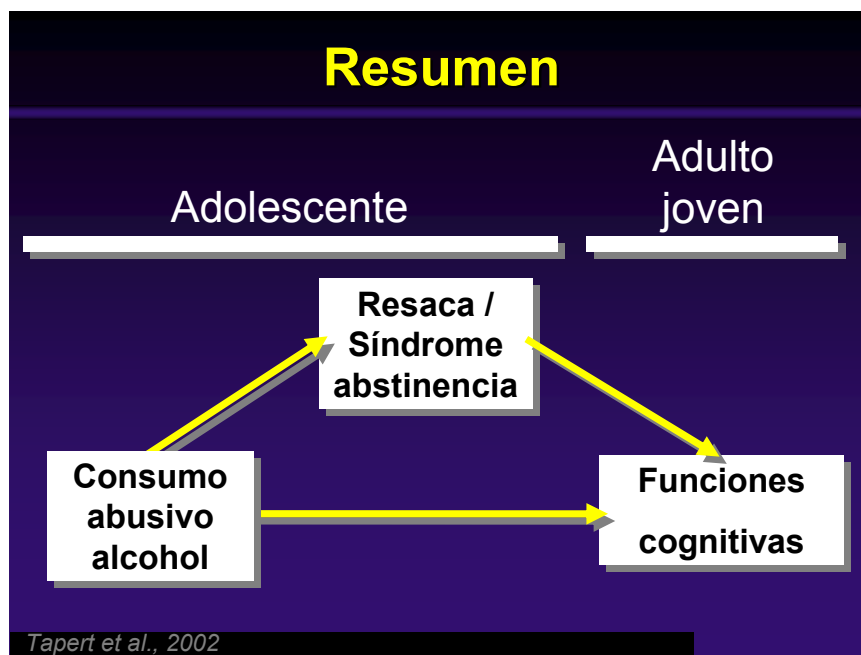 Resumen
Adolescente
Adulto
joven
Resaca /
Síndrome
abstinencia
Consumo
abusivo
alcohol
Funciones
cognitivas
Tapert et al., 2002